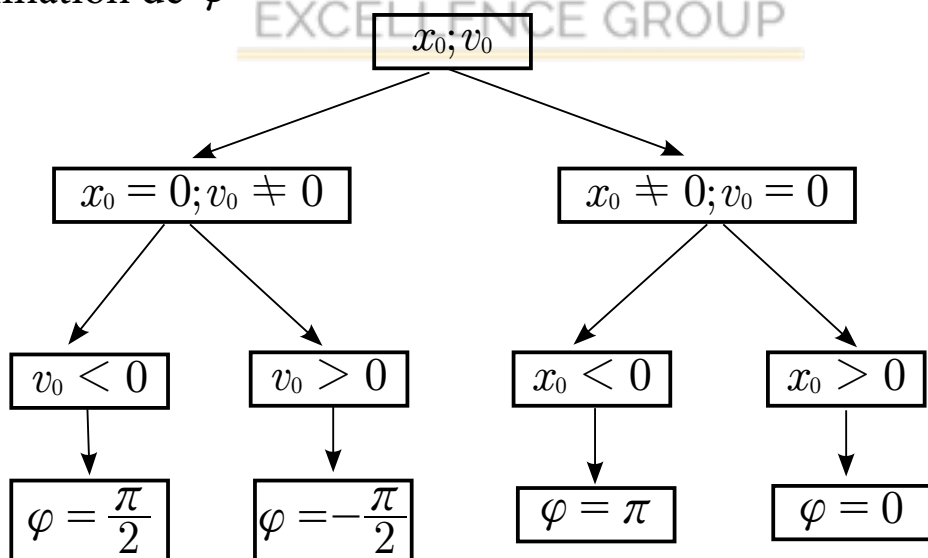 EXCELLENCE GROUP
x₀; v₀
x₀ = 0; v₀ ≠ 0
x₀ ≠ 0; v₀ = 0
v₀ < 0
v₀ > 0
x₀ < 0
x₀ > 0
φ = π/2
φ = −π/2
φ = π
φ = 0